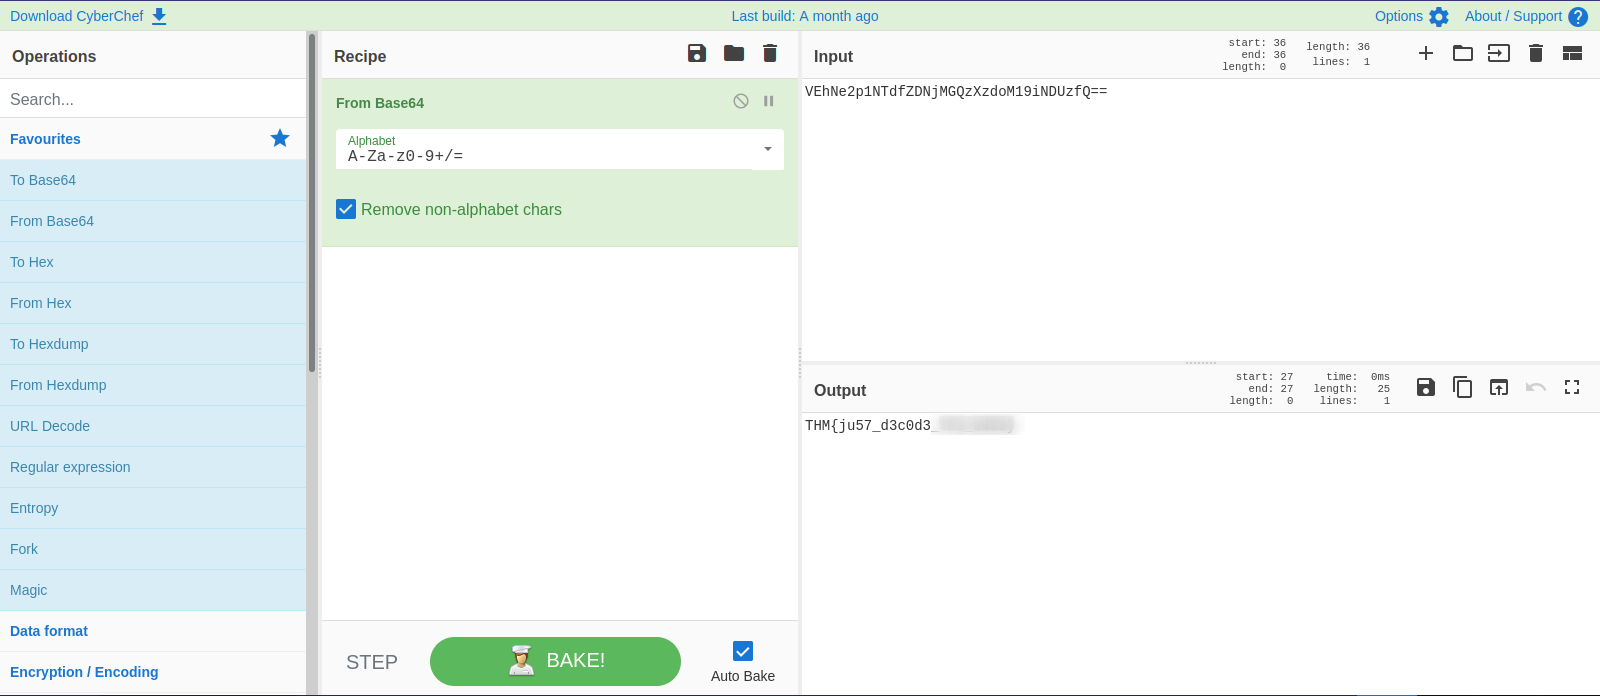 Download CyberChef
Last build: A month ago
Options
About / Support
Operations
Search...
Favourites
To Base64
From Base64
To Hex
From Hex
To Hexdump
From Hexdump
URL Decode
Regular expression
Entropy
Fork
Magic
Data format
Encryption / Encoding
Recipe
From Base64
Alphabet
A-Za-z0-9+/=
Remove non-alphabet chars
STEP
BAKE!
Auto Bake
Input
start: 36
end: 36
length: 0
length: 36
lines: 1
VEhNe2p1NTdfZDNjMGQzXzdoM19iNDUzfQ==
Output
start: 27
end: 27
length: 0
time: 0ms
length: 25
lines: 1
THM{ju57_d3c0d3_